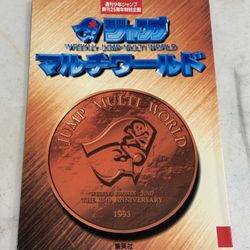 週刊少年ジャンプ
創刊25周年特別企画
ジャンプ
WEEKLY JUMP MULTI WORLD
マルチワールド
JUMP MULTI WORLD
WEEKLY SHONEN JUMP
THE 25TH ANNIVERSARY
1993
集英社